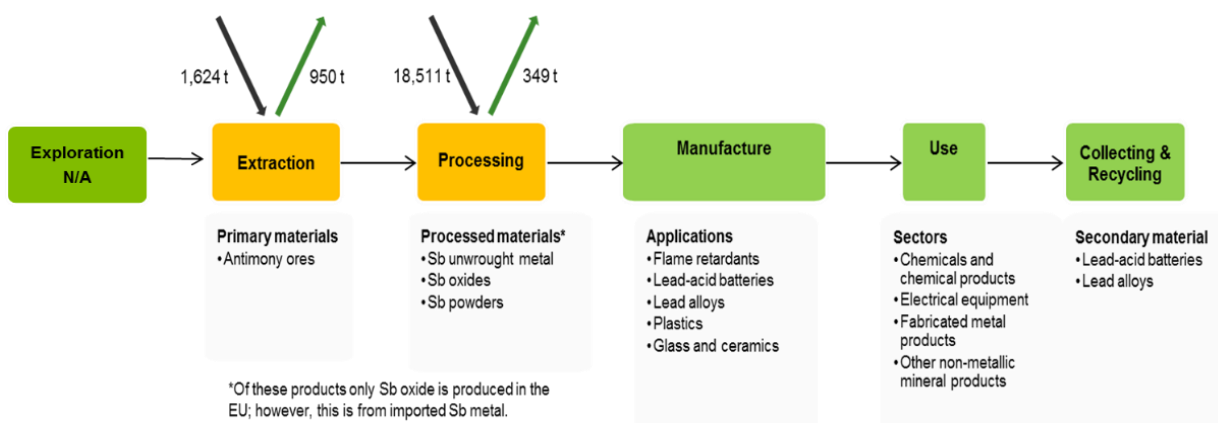 1,624 t
950 t
18,511 t
349 t
Exploration
N/A
Extraction
Processing
Manufacture
Use
Collecting &
Recycling
Primary materials
•Antimony ores
Processed materials*
•Sb unwrought metal
•Sb oxides
•Sb powders
Applications
•Flame retardants
•Lead-acid batteries
•Lead alloys
•Plastics
•Glass and ceramics
Sectors
•Chemicals and
chemical products
•Electrical equipment
•Fabricated metal
products
•Other non-metallic
mineral products
Secondary material
•Lead-acid batteries
•Lead alloys
*Of these products only Sb oxide is produced in the
EU; however, this is from imported Sb metal.